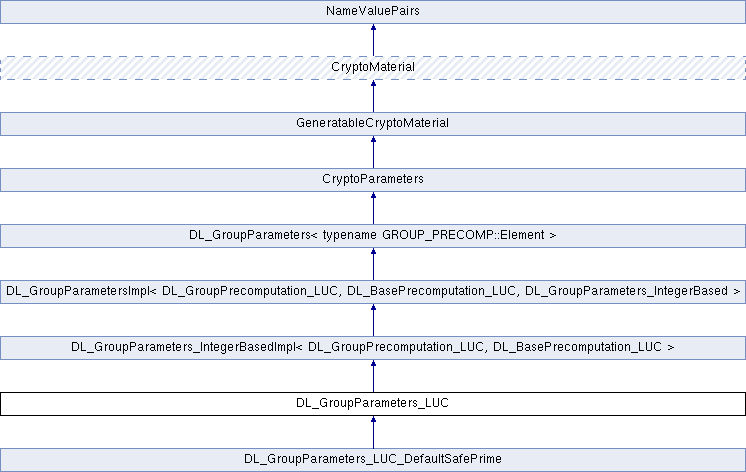 NameValuePairs
CryptoMaterial
GeneratableCryptoMaterial
CryptoParameters
DL_GroupParameters< typename GROUP_PRECOMP::Element >
DL_GroupParametersImpl< DL_GroupPrecomputation_LUC, DL_BasePrecomputation_LUC, DL_GroupParameters_IntegerBased >
DL_GroupParameters_IntegerBasedImpl< DL_GroupPrecomputation_LUC, DL_BasePrecomputation_LUC >
DL_GroupParameters_LUC
DL_GroupParameters_LUC_DefaultSafePrime